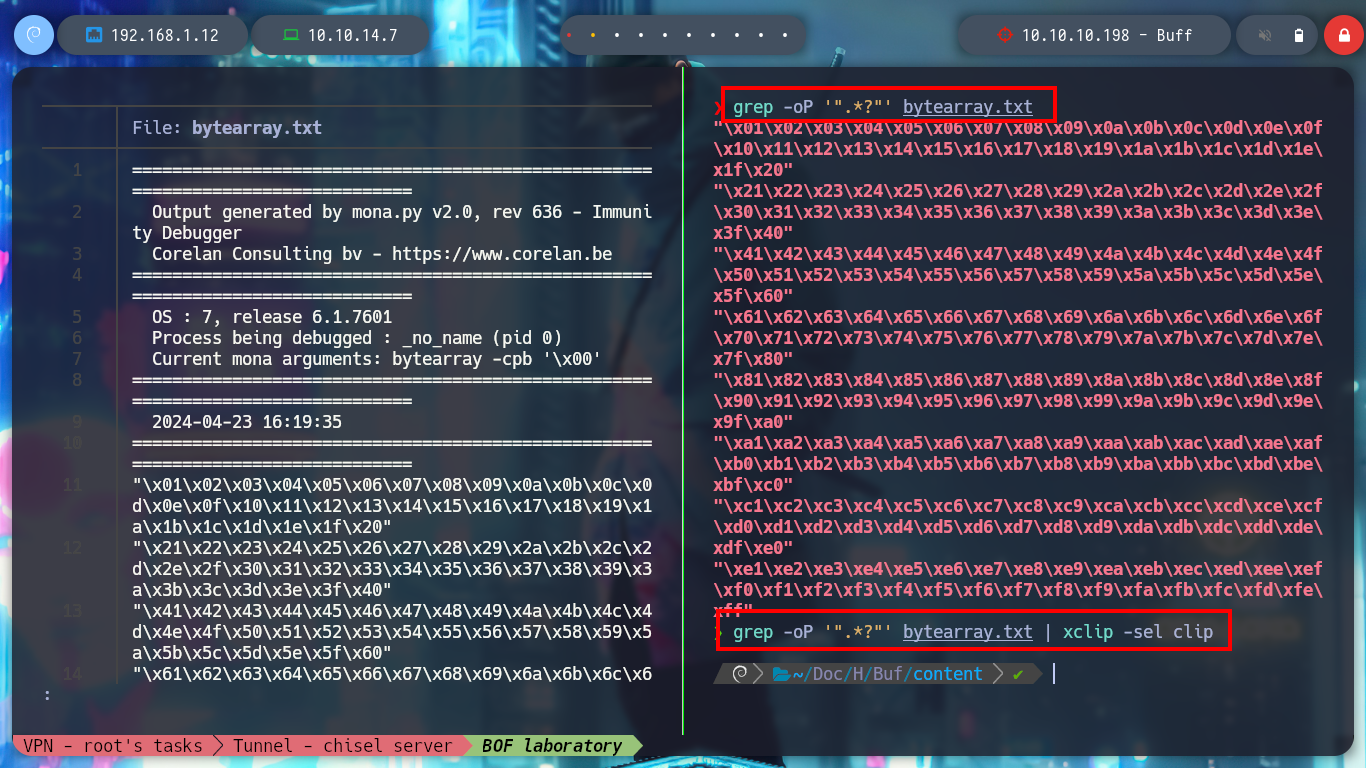 192.168.1.12
10.10.14.7
10.10.10.198 - Buff
File: bytearray.txt
1 ====================================================
============================
2   Output generated by mona.py v2.0, rev 636 - Immuni
ty Debugger
3   Corelan Consulting bv - https://www.corelan.be
4 ====================================================
============================
5   OS : 7, release 6.1.7601
6   Process being debugged : _no_name (pid 0)
7   Current mona arguments: bytearray -cpb '\x00'
8 ====================================================
============================
9   2024-04-23 16:19:35
10 ====================================================
============================
11 "\x01\x02\x03\x04\x05\x06\x07\x08\x09\x0a\x0b\x0c\x0
d\x0e\x0f\x10\x11\x12\x13\x14\x15\x16\x17\x18\x19\x1
a\x1b\x1c\x1d\x1e\x1f\x20"
12 "\x21\x22\x23\x24\x25\x26\x27\x28\x29\x2a\x2b\x2c\x2
d\x2e\x2f\x30\x31\x32\x33\x34\x35\x36\x37\x38\x39\x3
a\x3b\x3c\x3d\x3e\x3f\x40"
13 "\x41\x42\x43\x44\x45\x46\x47\x48\x49\x4a\x4b\x4c\x4
d\x4e\x4f\x50\x51\x52\x53\x54\x55\x56\x57\x58\x59\x5
a\x5b\x5c\x5d\x5e\x5f\x60"
14 "\x61\x62\x63\x64\x65\x66\x67\x68\x69\x6a\x6b\x6c\x6
:
❯ grep -oP '".*?"' bytearray.txt
"\x01\x02\x03\x04\x05\x06\x07\x08\x09\x0a\x0b\x0c\x0d\x0e\x0f
\x10\x11\x12\x13\x14\x15\x16\x17\x18\x19\x1a\x1b\x1c\x1d\x1e\
x1f\x20"
"\x21\x22\x23\x24\x25\x26\x27\x28\x29\x2a\x2b\x2c\x2d\x2e\x2f
\x30\x31\x32\x33\x34\x35\x36\x37\x38\x39\x3a\x3b\x3c\x3d\x3e\
x3f\x40"
"\x41\x42\x43\x44\x45\x46\x47\x48\x49\x4a\x4b\x4c\x4d\x4e\x4f
\x50\x51\x52\x53\x54\x55\x56\x57\x58\x59\x5a\x5b\x5c\x5d\x5e\
x5f\x60"
"\x61\x62\x63\x64\x65\x66\x67\x68\x69\x6a\x6b\x6c\x6d\x6e\x6f
\x70\x71\x72\x73\x74\x75\x76\x77\x78\x79\x7a\x7b\x7c\x7d\x7e\
x7f\x80"
"\x81\x82\x83\x84\x85\x86\x87\x88\x89\x8a\x8b\x8c\x8d\x8e\x8f
\x90\x91\x92\x93\x94\x95\x96\x97\x98\x99\x9a\x9b\x9c\x9d\x9e\
x9f\xa0"
"\xa1\xa2\xa3\xa4\xa5\xa6\xa7\xa8\xa9\xaa\xab\xac\xad\xae\xaf
\xb0\xb1\xb2\xb3\xb4\xb5\xb6\xb7\xb8\xb9\xba\xbb\xbc\xbd\xbe\
xbf\xc0"
"\xc1\xc2\xc3\xc4\xc5\xc6\xc7\xc8\xc9\xca\xcb\xcc\xcd\xce\xcf
\xd0\xd1\xd2\xd3\xd4\xd5\xd6\xd7\xd8\xd9\xda\xdb\xdc\xdd\xde\
xdf\xe0"
"\xe1\xe2\xe3\xe4\xe5\xe6\xe7\xe8\xe9\xea\xeb\xec\xed\xee\xef
\xf0\xf1\xf2\xf3\xf4\xf5\xf6\xf7\xf8\xf9\xfa\xfb\xfc\xfd\xfe\
xff"
❯ grep -oP '".*?"' bytearray.txt | xclip -sel clip
~/Doc/H/Buf/content ✔
VPN - root's tasks  Tunnel - chisel server  BOF laboratory